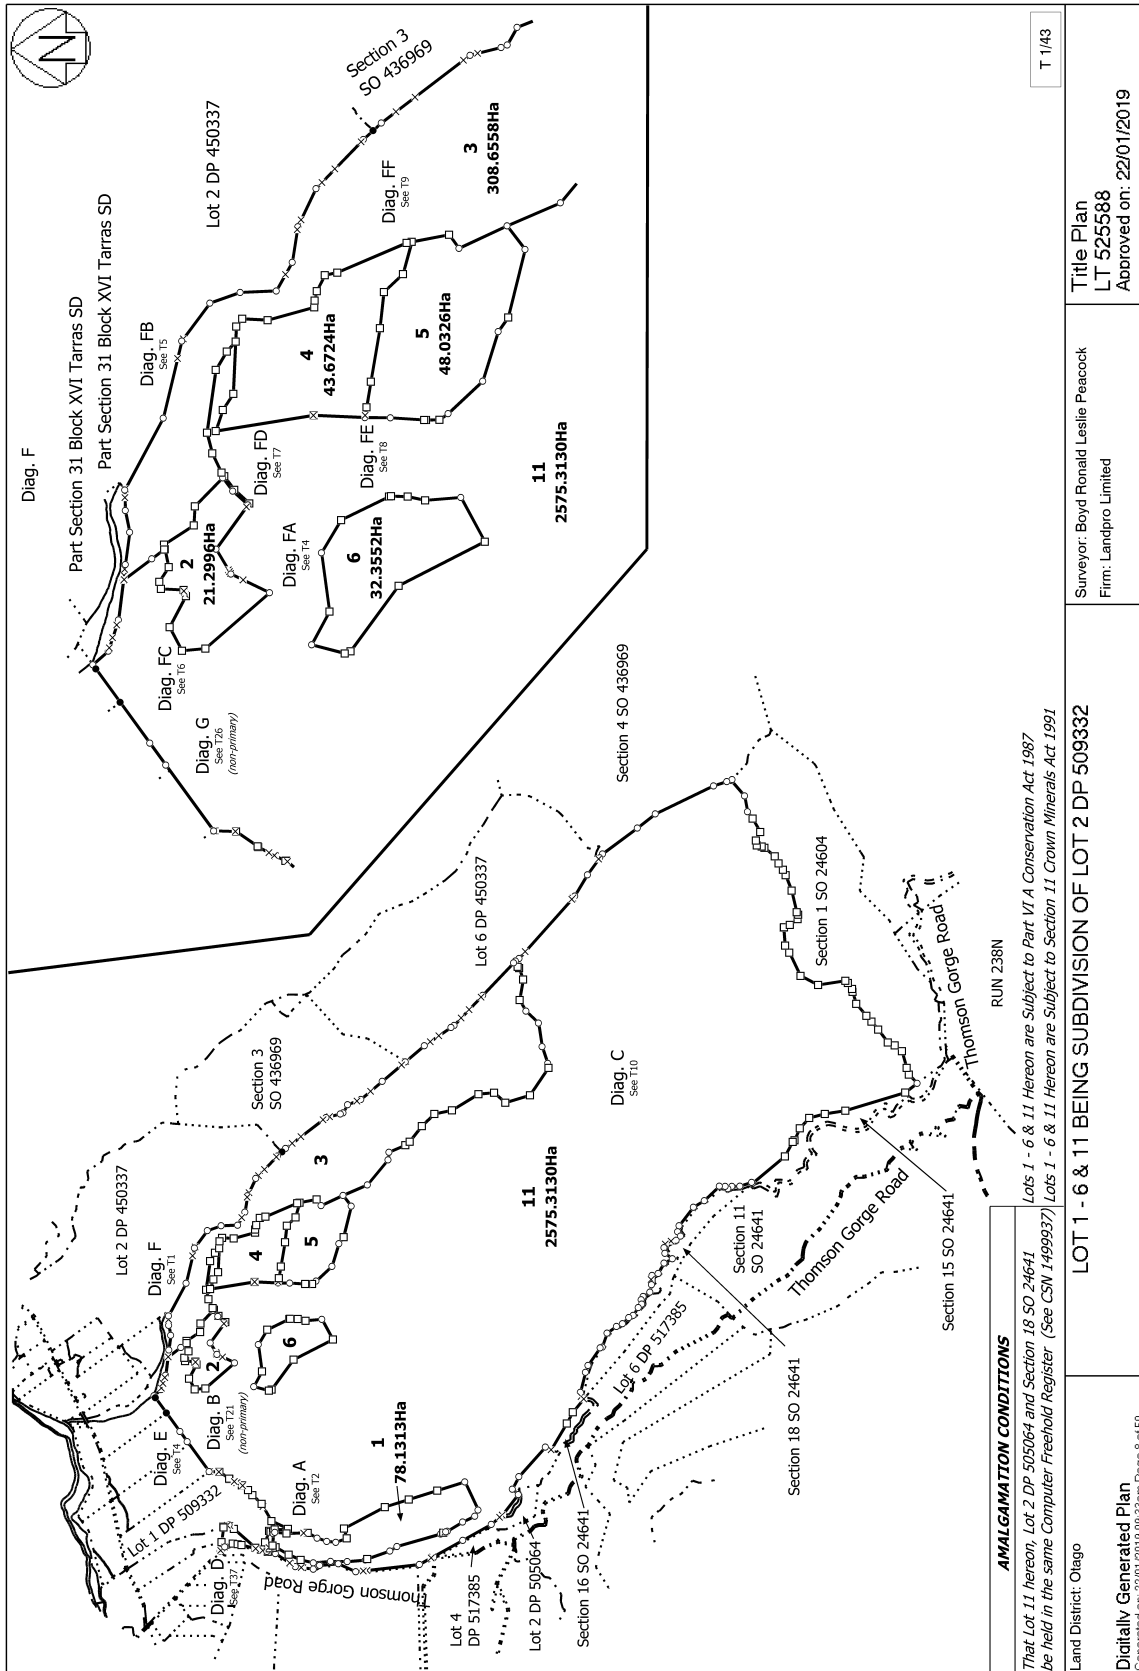 N
Diag. F
Part Section 31 Block XVI Tarras SD
Part Section 31 Block XVI Tarras SD
Lot 2 DP 450337
Section 3
SO 436969
Diag. FB
See T5
Diag. FF
See T9
3
308.6558Ha
4
43.6724Ha
5
48.0326Ha
2
21.2996Ha
Diag. FD
See T7
Diag. FE
See T8
Diag. FA
See T4
6
32.3552Ha
11
2575.3130Ha
Diag. FC
See T6
Diag. G
See T26
(non-primary)
Section 4 SO 436969
Lot 6 DP 450337
Section 3
SO 436969
Lot 2 DP 450337
Diag. F
See T1
3
4
5
6
2
11
2575.3130Ha
Diag. C
See T10
Section 1 SO 24604
Thomson Gorge Road
RUN 238N
Diag. E
See T4
Diag. B
See T21
(non-primary)
Lot 1 DP 509332
Diag. A
See T2
1
78.1313Ha
Diag. D
See T37
Thomson Gorge Road
Lot 4
DP 517385
Lot 2 DP 505064
Section 16 SO 24641
Lot 6 DP 517385
Section 18 SO 24641
Section 11
SO 24641
Thomson Gorge Road
Section 15 SO 24641
T 1/43
AMALGAMATION CONDITIONS
That Lot 11 hereon, Lot 2 DP 505064 and Section 18 SO 24641
be held in the same Computer Freehold Register (See CSN 1499937)
Lots 1 - 6 & 11 Hereon are Subject to Part VI A Conservation Act 1987
Lots 1 - 6 & 11 Hereon are Subject to Section 11 Crown Minerals Act 1991
Land District: Otago
Digitally Generated Plan
LOT 1 - 6 & 11 BEING SUBDIVISION OF LOT 2 DP 509332
Surveyor: Boyd Ronald Leslie Peacock
Firm: Landpro Limited
Title Plan
LT 525588
Approved on: 22/01/2019